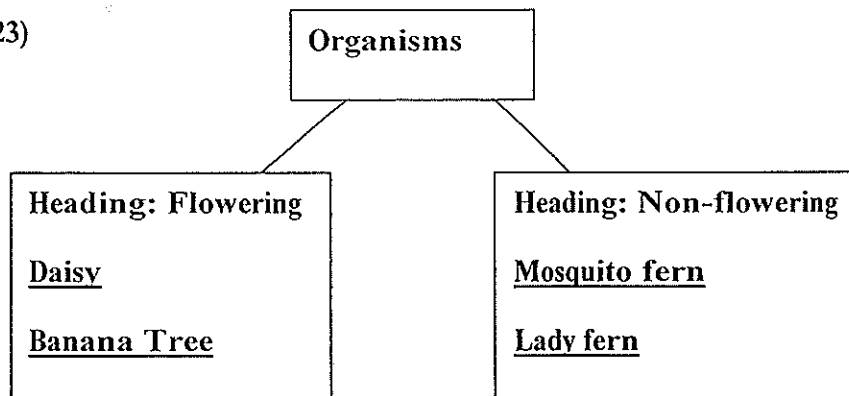 23)
Organisms
Heading: Flowering
Daisy
Banana Tree
Heading: Non-flowering
Mosquito fern
Lady fern